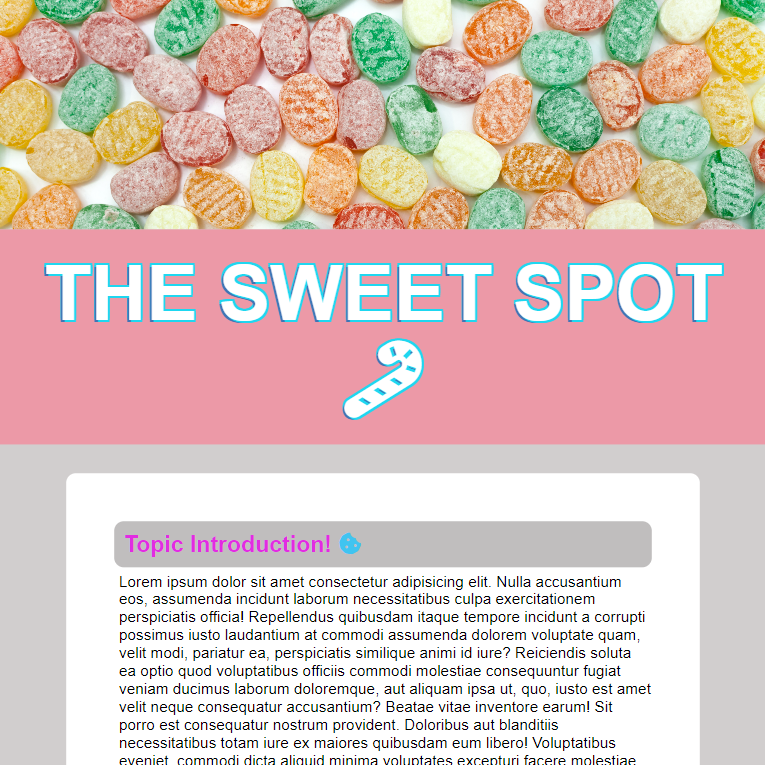 THE SWEET SPOT
Topic Introduction!
Lorem ipsum dolor sit amet consectetur adipisicing elit. Nulla accusantium
eos, assumenda incidunt laborum necessitatibus culpa exercitationem
perspiciatis officia! Repellendus quibusdam itaque tempore incidunt a corrupti
possimus iusto laudantium at commodi assumenda dolorem voluptate quam,
velit modi, pariatur ea, perspiciatis similique animi id iure? Reiciendis soluta
ea optio quod voluptatibus officiis commodi molestiae consequuntur fugiat
veniam ducimus laborum doloremque, aut aliquam ipsa ut, quo, iusto est amet
velit neque consequatur accusantium? Beatae vitae inventore earum! Sit
porro est consequatur nostrum provident. Doloribus aut blanditiis
necessitatibus totam iure ex maiores quibusdam eum libero! Voluptatibus
eveniet, commodi dicta aliquid minima voluptates excepturi facere molestiae